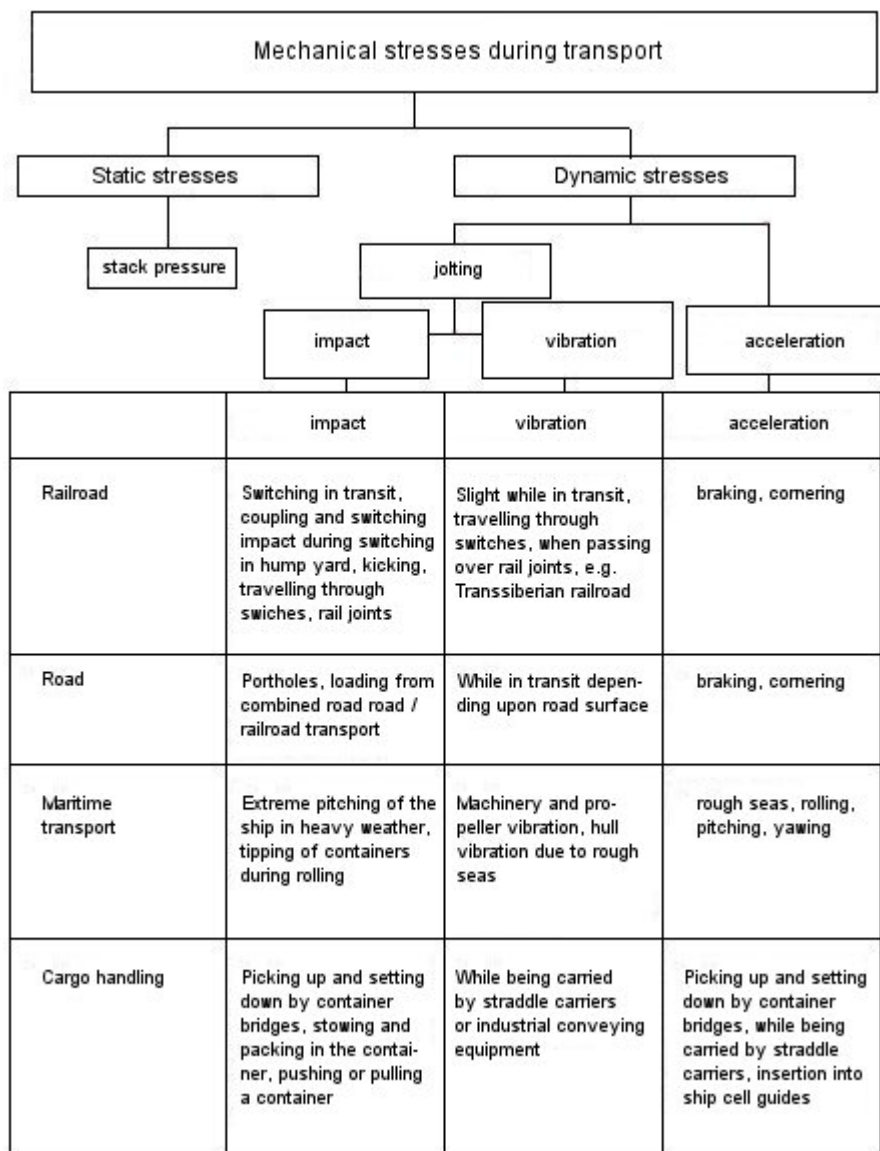 Mechanical stresses during transport
Static stresses
Dynamic stresses
stack pressure
jolting
impact
vibration
acceleration
impact
vibration
acceleration
Railroad
Switching in transit,
coupling and switching
impact during switching
in hump yard, kicking,
travelling through
swiches, rail joints
Slight while in transit,
travelling through
switches, when passing
over rail joints, e.g.
Transsiberian railroad
braking, cornering
Road
Portholes, loading from
combined road road /
railroad transport
While in transit depen-
ding upon road surface
braking, cornering
Maritime
transport
Extreme pitching of the
ship in heavy weather,
tipping of containers
during rolling
Machinery and pro-
peller vibration, hull
vibration due to rough
seas
rough seas, rolling,
pitching, yawing
Cargo handling
Picking up and setting
down by container
bridges, stowing and
packing in the contai-
ner, pushing or pulling
a container
While being carried
by straddle carriers
or industrial conveying
equipment
Picking up and setting
down by container
bridges, while being
carried by straddle
carriers, insertion into
ship cell guides